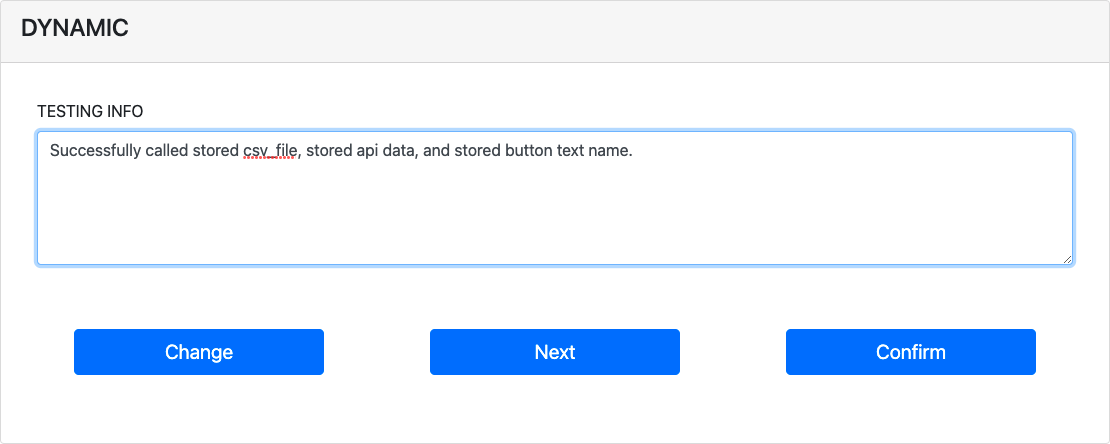 DYNAMIC
TESTING INFO
Successfully called stored csv_file, stored api data, and stored button text name.
Change
Next
Confirm